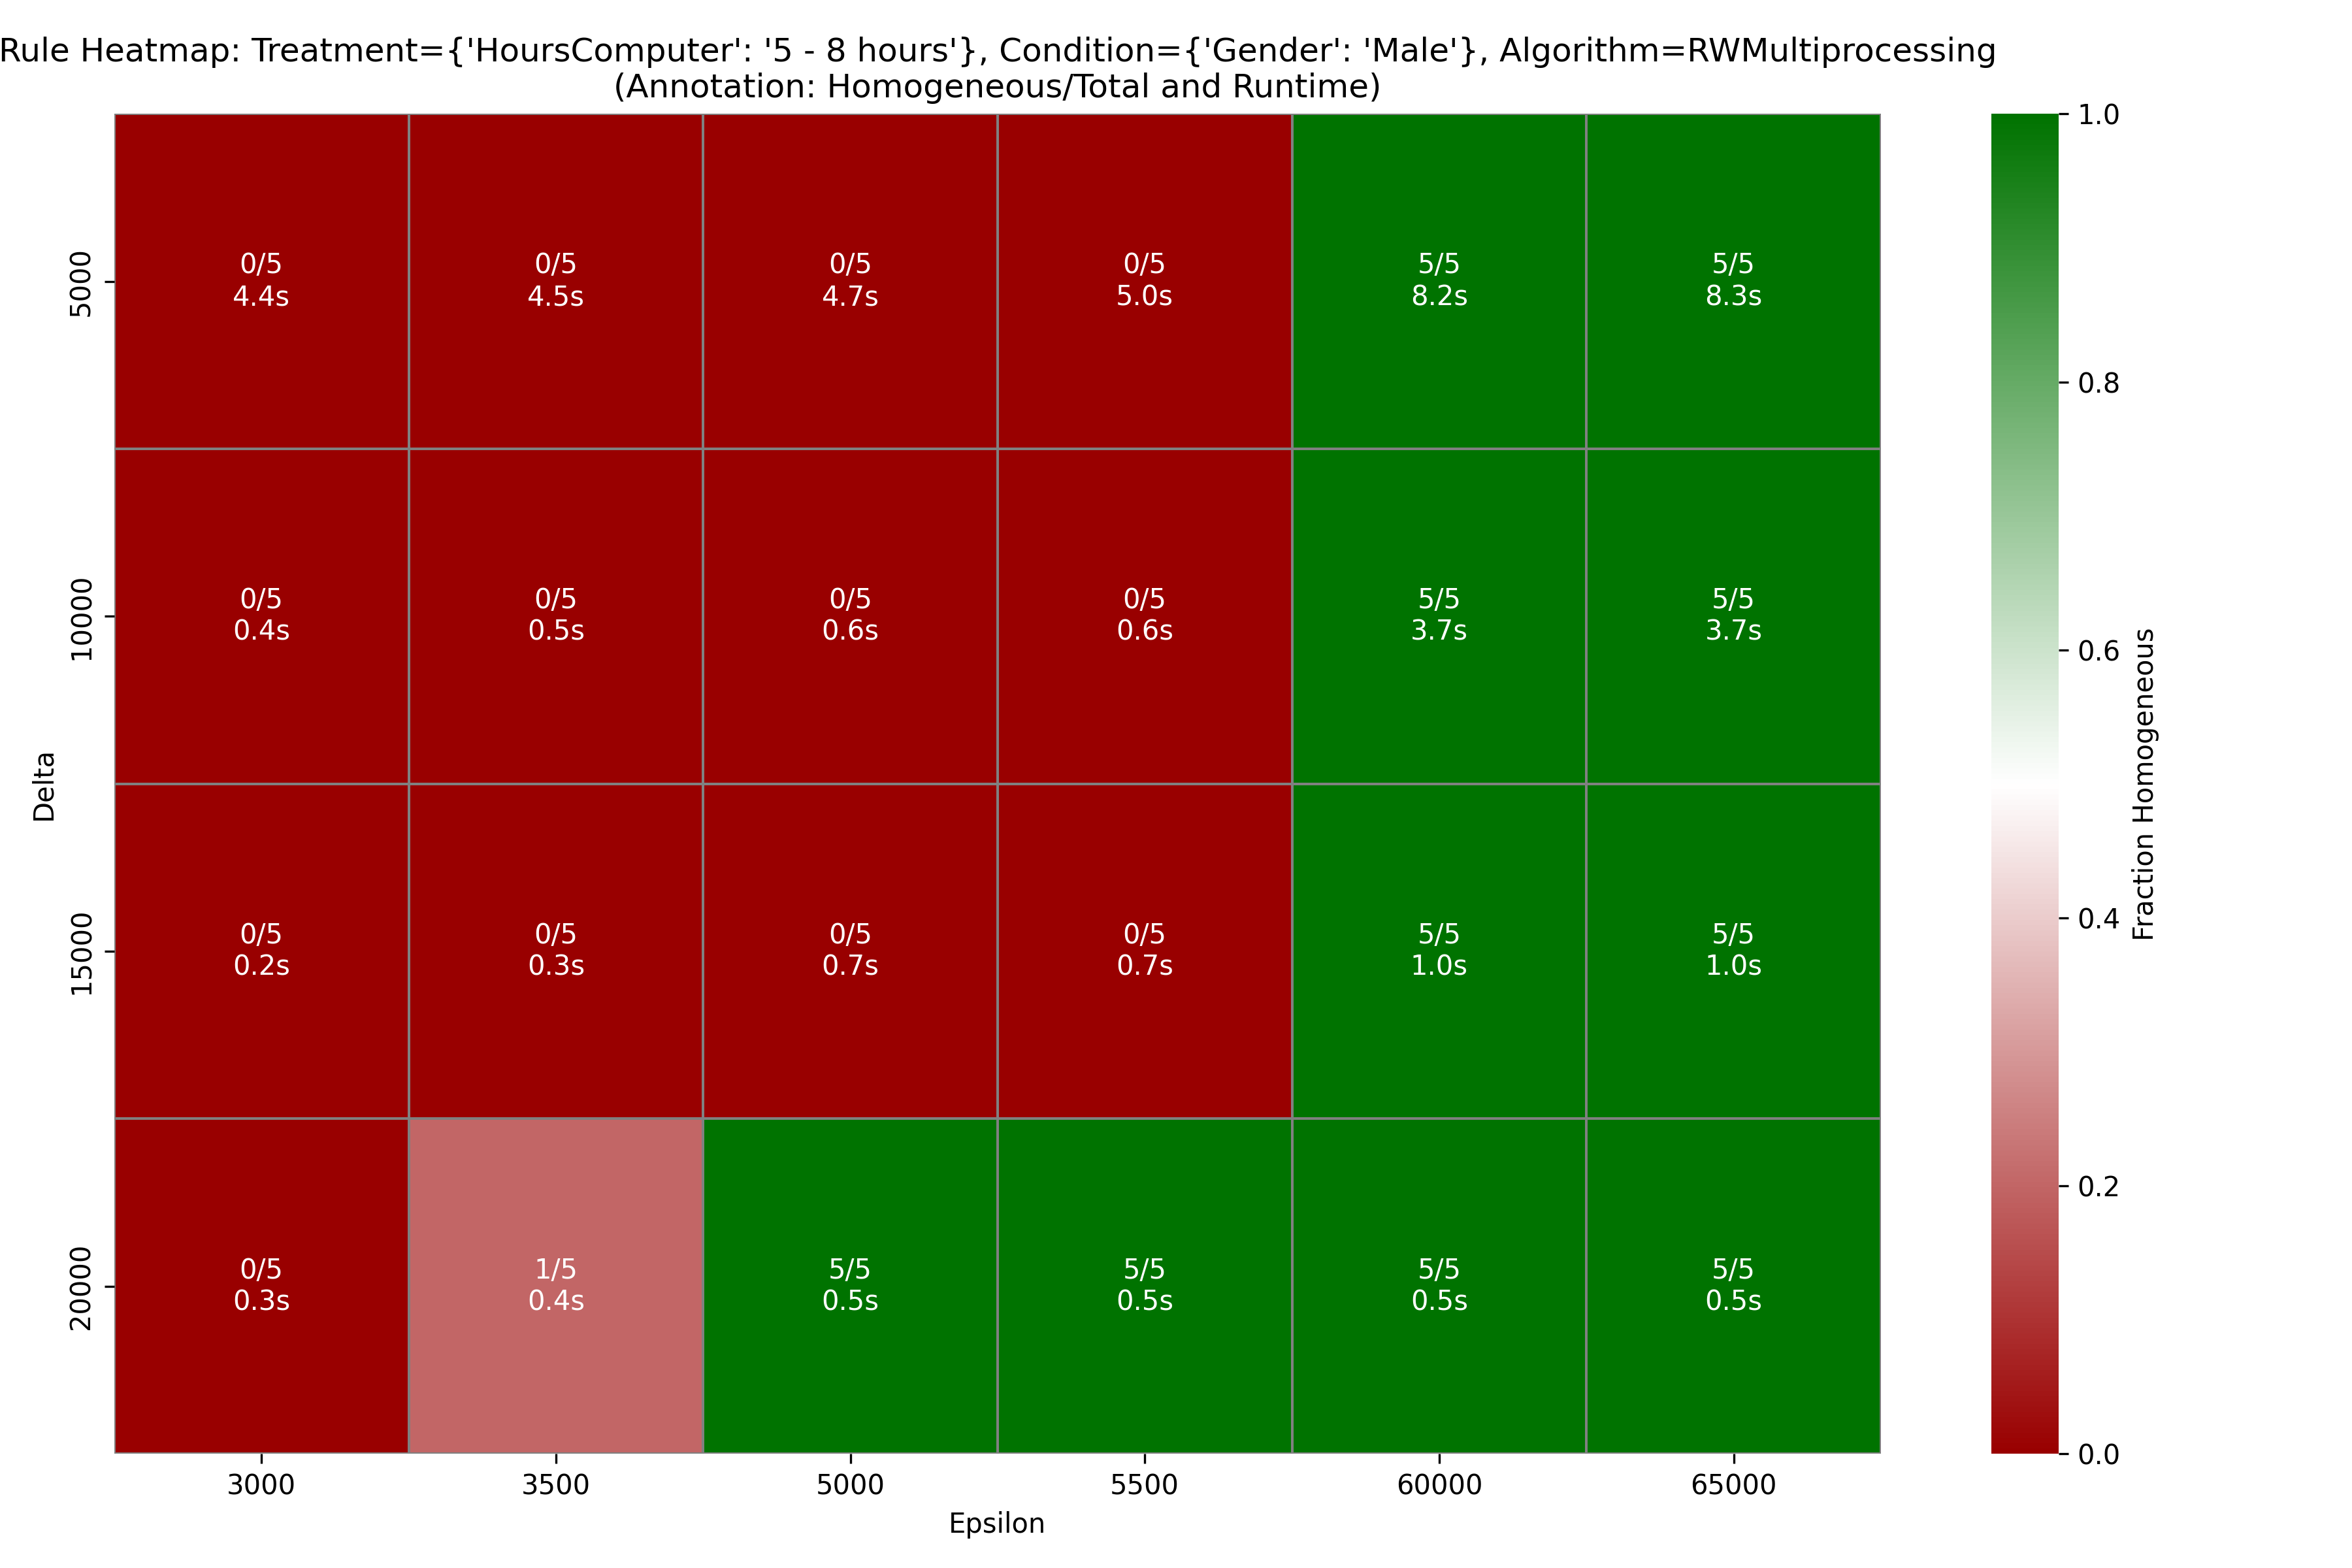 Rule Heatmap: Treatment={'HoursComputer': '5 - 8 hours'}, Condition={'Gender': 'Male'}, Algorithm=RWMultiprocessing
(Annotation: Homogeneous/Total and Runtime)
Delta
5000
0/5
4.4s
0/5
4.5s
0/5
4.7s
0/5
5.0s
5/5
8.2s
5/5
8.3s
10000
0/5
0.4s
0/5
0.5s
0/5
0.6s
0/5
0.6s
5/5
3.7s
5/5
3.7s
15000
0/5
0.2s
0/5
0.3s
0/5
0.7s
0/5
0.7s
5/5
1.0s
5/5
1.0s
20000
0/5
0.3s
1/5
0.4s
5/5
0.5s
5/5
0.5s
5/5
0.5s
5/5
0.5s
3000
3500
5000
5500
60000
65000
Epsilon
1.0
0.8
0.6
0.4
0.2
0.0
Fraction Homogeneous